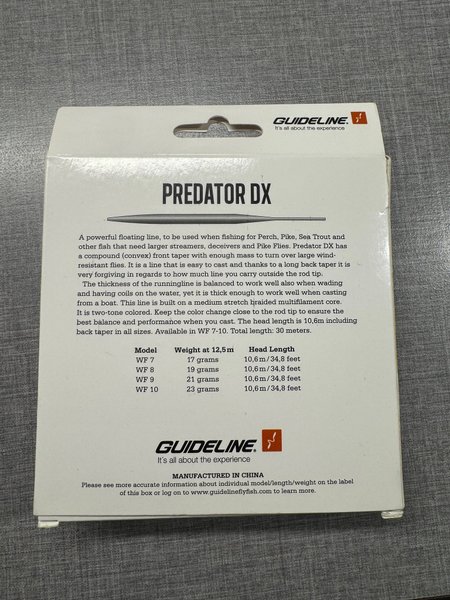 GUIDELINE
It's all about the experience
PREDATOR DX
A powerful floating line, to be used when fishing for Perch, Pike, Sea Trout and
other fish that need larger streamers, deceivers and Pike Flies. Predator DX has
a compound (convex) front taper with enough mass to turn over large wind-
resistant flies. It is a line that is easy to cast and thanks to a long back taper it is
very forgiving in regards to how much line you carry outside the rod tip.
The thickness of the runningline is balanced to work well also when wading
and having coils on the water, yet it is thick enough to work well when casting
from a boat. This line is built on a medium stretch braided multifilament core.
It is two-tone colored. Keep the color change close to the rod tip to ensure the
best balance and performance when you cast. The head length is 10,6m including
back taper in all sizes. Available in WF 7-10. Total length: 30 meters.
Model Weight at 12,5m Head Length
WF 7 17 grams 10,6m/34,8 feet
WF 8 19 grams 10,6m/34,8 feet
WF 9 21 grams 10,6m/34,8 feet
WF 10 23 grams 10,6m/34,8 feet
GUIDELINE
It's all about the experience
MANUFACTURED IN CHINA
Please see more accurate information about individual model/length/weight on the label
of this box or log on to www.guidelineflyfish.com to learn more.